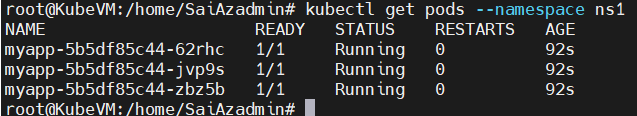 root@KubeVM:/home/SaiAzadmin# kubectl get pods --namespace ns1
NAME                     READY   STATUS    RESTARTS   AGE
myapp-5b5df85c44-62rhc   1/1     Running   0          92s
myapp-5b5df85c44-jvp9s   1/1     Running   0          92s
myapp-5b5df85c44-zbz5b   1/1     Running   0          92s
root@KubeVM:/home/SaiAzadmin#